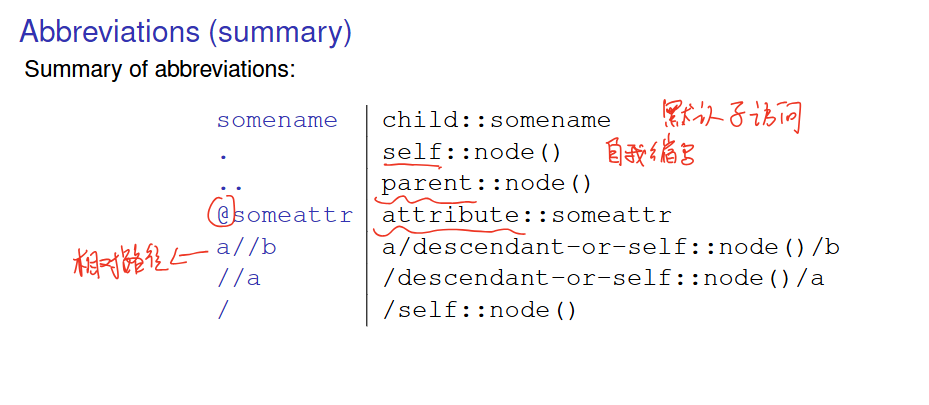 Abbreviations (summary)
Summary of abbreviations:
somename child::somename 默认子访问
. self::node() 自我缩写
.. parent::node()
@someattr attribute::someattr
相对路径 a//b a/descendant-or-self::node()/b
//a /descendant-or-self::node()/a
/ /self::node()